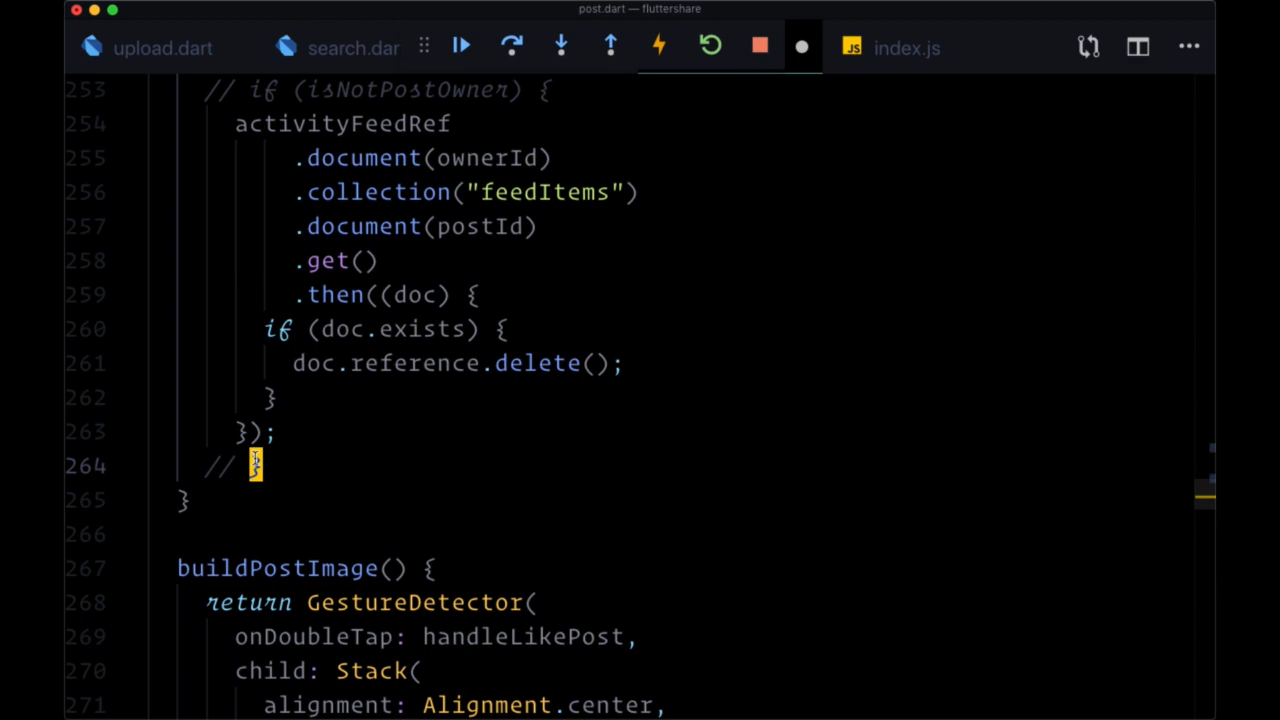 post.dart — fluttershare
upload.dart search.dar JS index.js
253 // if (isNotPostOwner) {
254 activityFeedRef
255 .document(ownerId)
256 .collection("feedItems")
257 .document(postId)
258 .get()
259 .then((doc) {
260 if (doc.exists) {
261 doc.reference.delete();
262 }
263 });
264 // }
265 }
266
267 buildPostImage() {
268 return GestureDetector(
269 onDoubleTap: handleLikePost,
270 child: Stack(
271 alignment: Alignment.center,